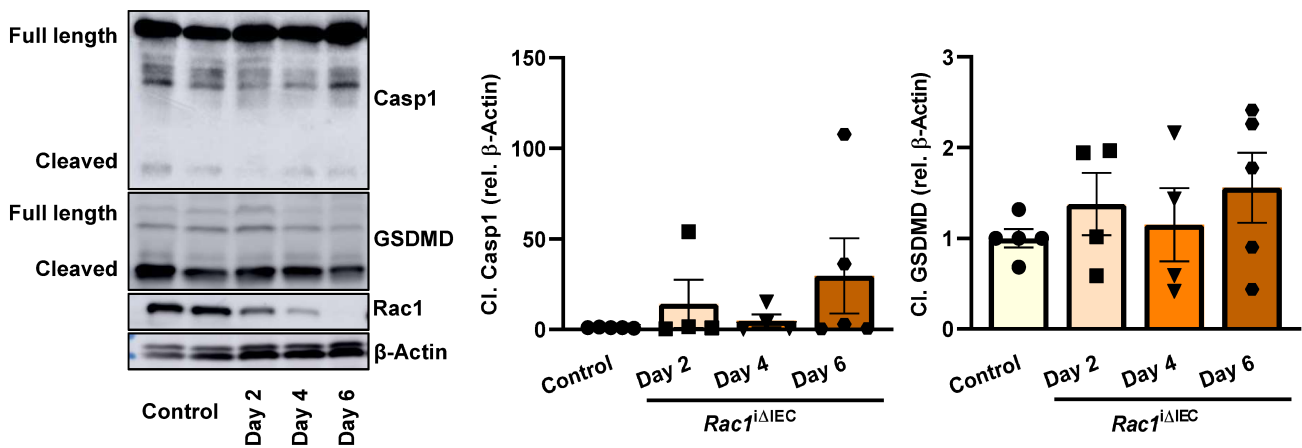 Full length
Casp1
Cleaved
Full length
GSDMD
Cleaved
Rac1
β-Actin
Control
Day 2
Day 4
Day 6
Cl. Casp1 (rel. β-Actin)
150
100
50
0
Control
Day 2
Day 4
Day 6
Rac1iΔIEC
Cl. GSDMD (rel. β-Actin)
3
2
1
0
Control
Day 2
Day 4
Day 6
Rac1iΔIEC